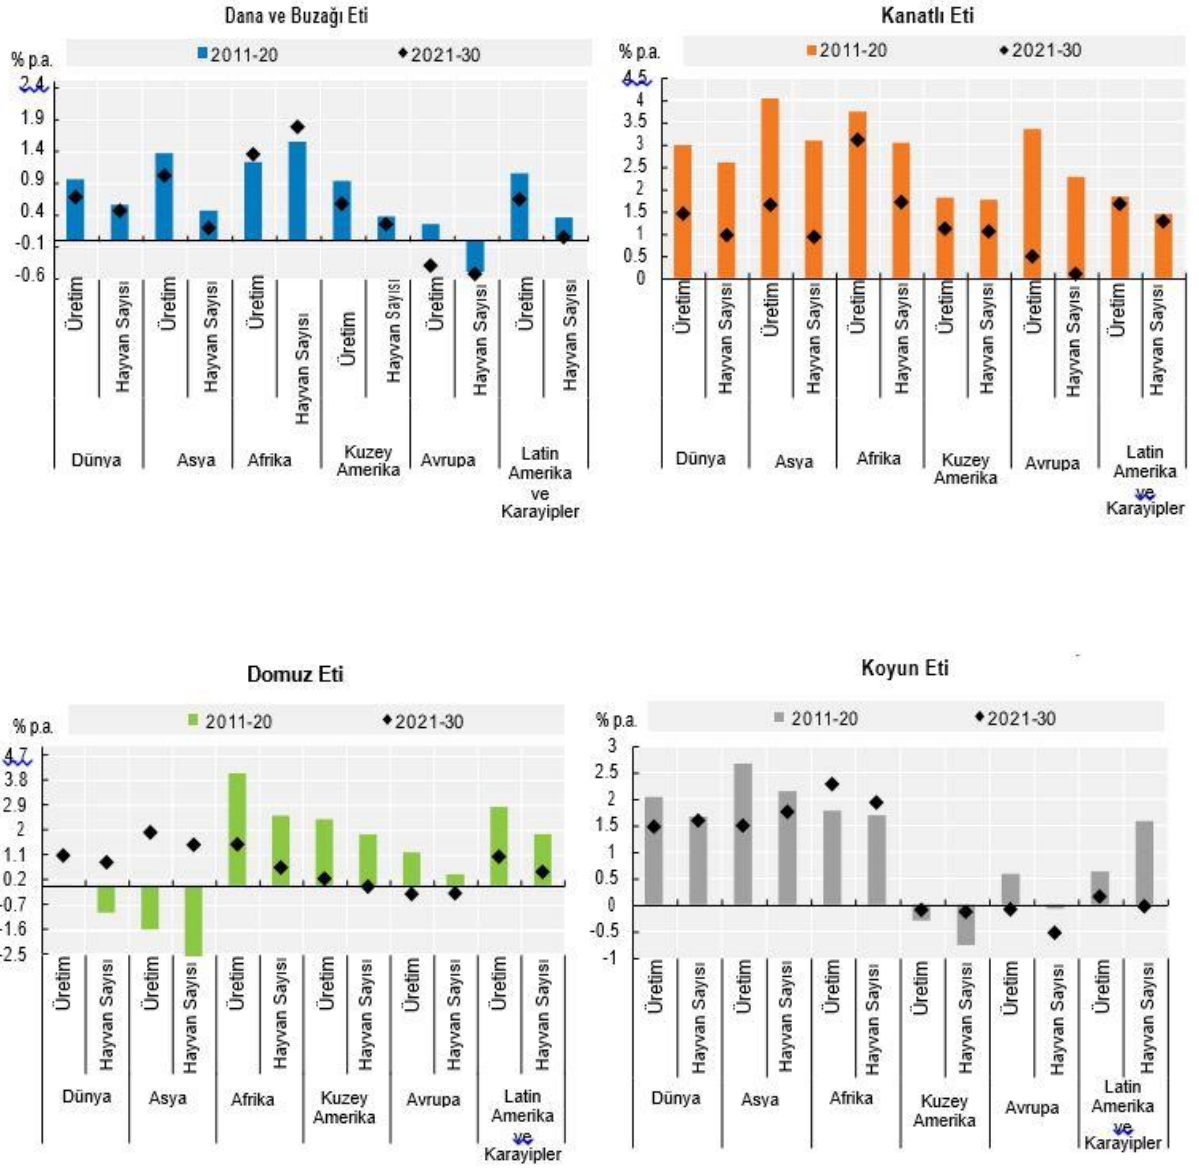 Dana ve Buzağı Eti
% p.a.
2011-20
2021-30
2.4
1.9
1.4
0.9
0.4
-0.1
-0.6
Üretim
Hayvan Sayısı
Üretim
Hayvan Sayısı
Üretim
Hayvan Sayısı
Üretim
Hayvan Sayısı
Üretim
Hayvan Sayısı
Üretim
Hayvan Sayısı
Dünya
Asya
Afrika
Kuzey
Amerika
Avrupa
Latin
Amerika
ve
Karayipler
Kanatlı Eti
% p.a.
2011-20
2021-30
4.5
4
3.5
3
2.5
2
1.5
1
0.5
0
Üretim
Hayvan Sayısı
Üretim
Hayvan Sayısı
Üretim
Hayvan Sayısı
Üretim
Hayvan Sayısı
Üretim
Hayvan Sayısı
Üretim
Hayvan Sayısı
Dünya
Asya
Afrika
Kuzey
Amerika
Avrupa
Latin
Amerika
ve
Karayipler
Domuz Eti
% p.a.
2011-20
2021-30
4.7
3.8
2.9
2
1.1
0.2
-0.7
-1.6
-2.5
Üretim
Hayvan Sayısı
Üretim
Hayvan Sayısı
Üretim
Hayvan Sayısı
Üretim
Hayvan Sayısı
Üretim
Hayvan Sayısı
Üretim
Hayvan Sayısı
Dünya
Asya
Afrika
Kuzey
Amerika
Avrupa
Latin
Amerika
ve
Karayipler
Koyun Eti
% p.a.
2011-20
2021-30
3
2.5
2
1.5
1
0.5
0
-0.5
-1
Üretim
Hayvan Sayısı
Üretim
Hayvan Sayısı
Üretim
Hayvan Sayısı
Üretim
Hayvan Sayısı
Üretim
Hayvan Sayısı
Üretim
Hayvan Sayısı
Dünya
Asya
Afrika
Kuzey
Amerika
Avrupa
Latin
Amerika
ve
Karayipler